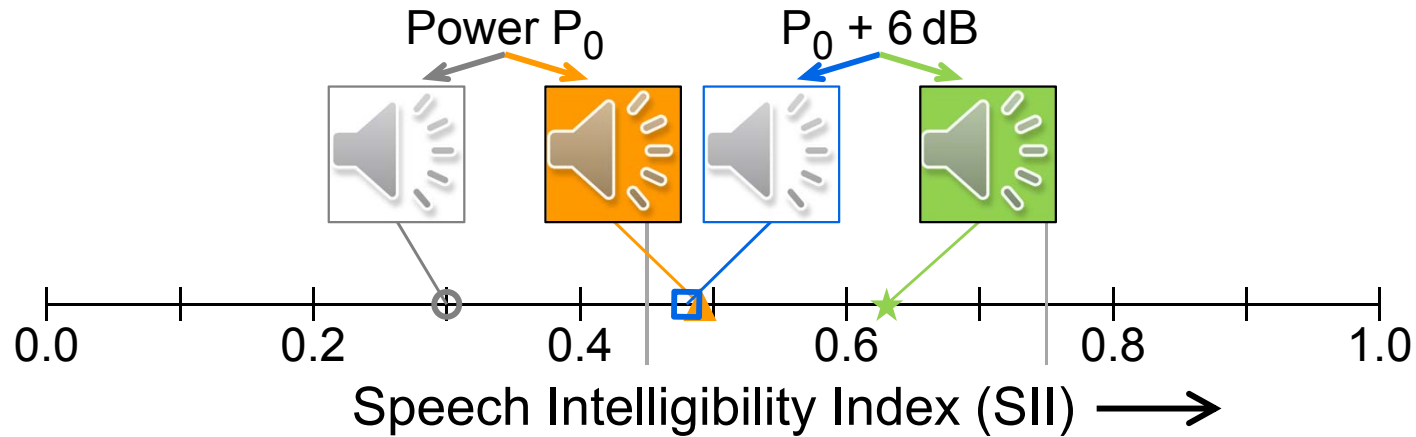 Power P₀ P₀ + 6 dB
0.0 0.2 0.4 0.6 0.8 1.0
Speech Intelligibility Index (SII)